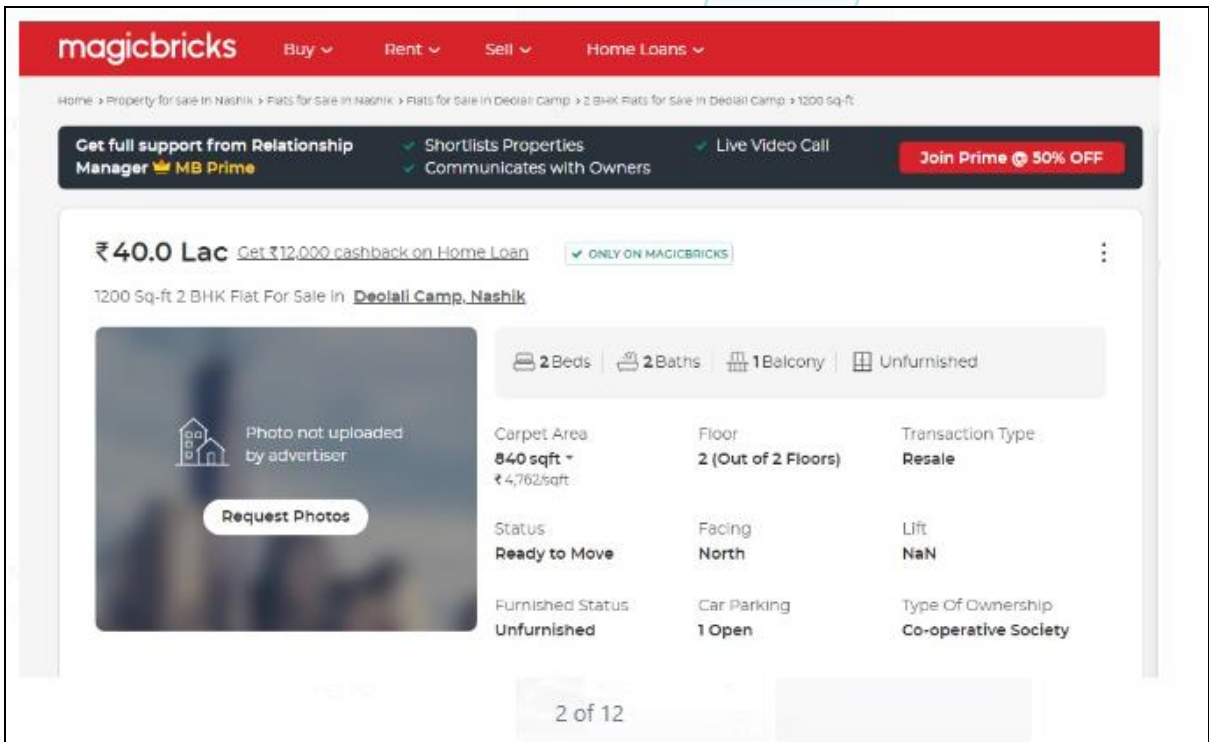 magicbricks Buy Rent Sell Home Loans
Home > Property for Sale in Nashik > Flats for Sale in Nashik > Flats for Sale in Deolali Camp > 2 BHK Flats for Sale in Deolali Camp > 1200 Sq-ft
Get full support from Relationship
Manager MB Prime
Shortlists Properties
Communicates with Owners
Live Video Call
Join Prime @ 50% OFF
₹40.0 Lac Get ₹12,000 cashback on Home Loan ONLY ON MAGICBRICKS
1200 Sq-ft 2 BHK Flat For Sale in Deolali Camp, Nashik
Photo not uploaded
by advertiser
Request Photos
2 Beds 2 Baths 1 Balcony Unfurnished
Carpet Area Floor Transaction Type
840 sqft 2 (Out of 2 Floors) Resale
₹4,762/sqft
Status Facing Lift
Ready to Move North NaN
Furnished Status Car Parking Type Of Ownership
Unfurnished 1 Open Co-operative Society
2 of 12